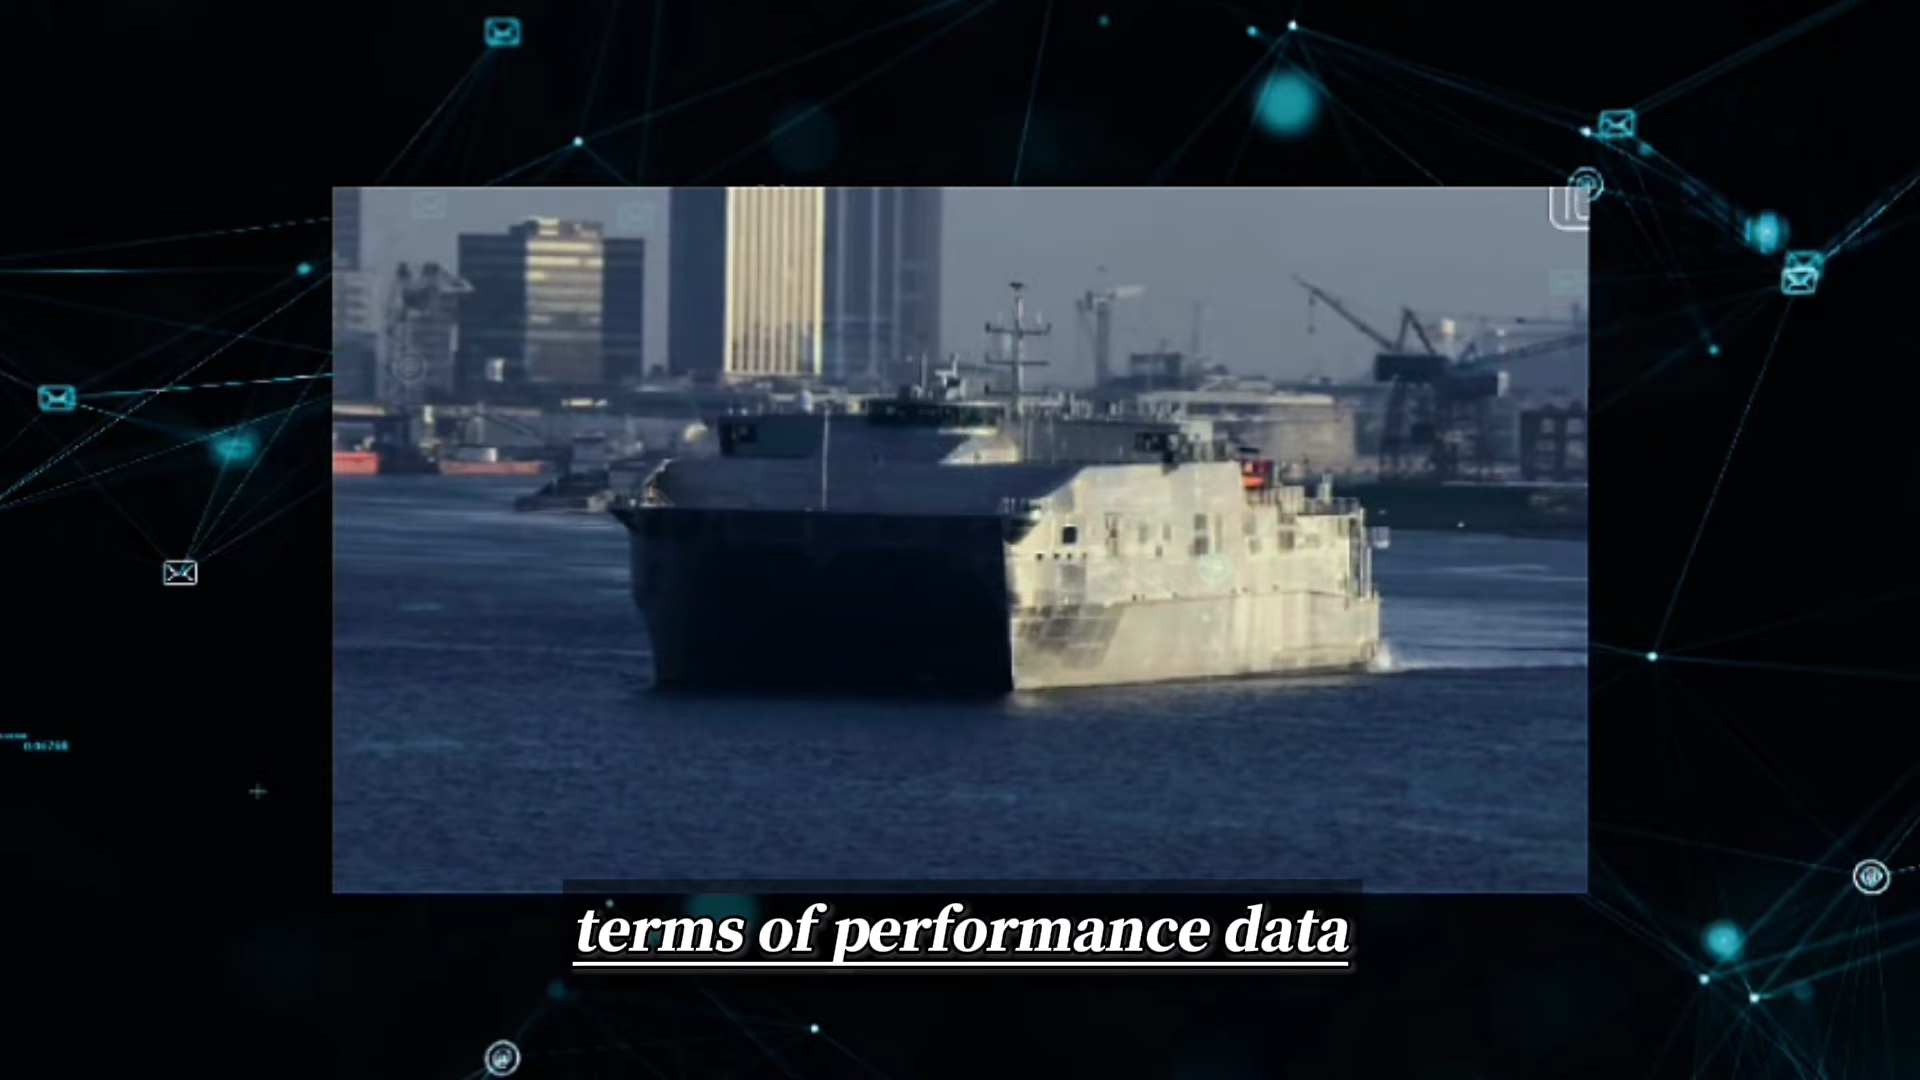 terms of performance data